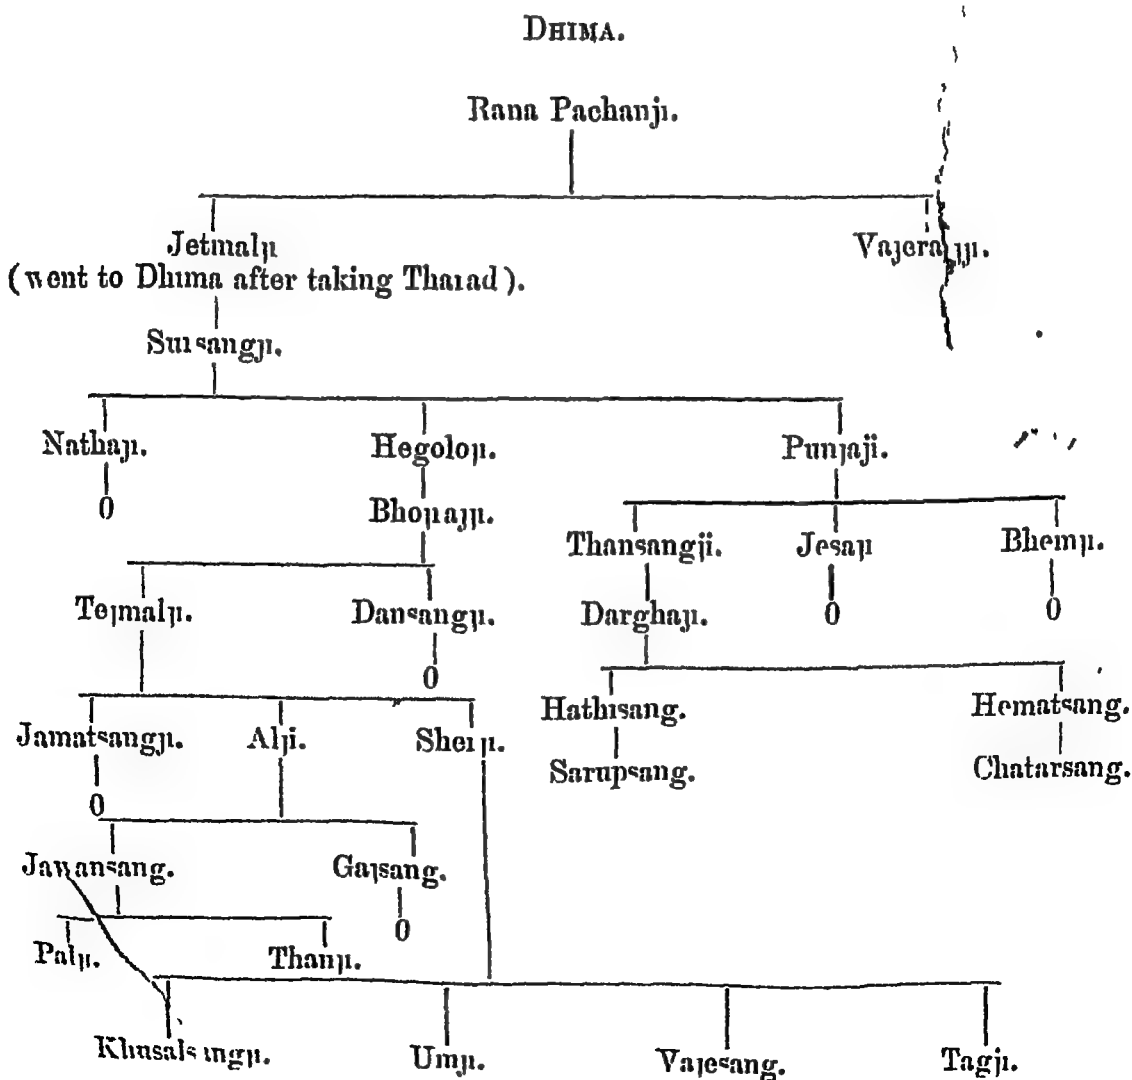 DHIMA.
Rana Pachanji.
Jetmalji Vajerajji.
(went to Dhima after taking Tharad).
Sursangji.
Nathaji. Hegoloji. Punjaji.
0 Bhojrajji. Thansangji. Jesaji Bhemji.
Tejmalji. Dansangji. Darghaji. 0 0
0
Jamatsangji. Alji. Sherji. Hathisang. Hematsang.
0 Sarupsang. Chatarsang.
Jawansang. Gajsang.
0
Palji. Thanji.
Khusalsingji. Umji. Vajesang. Tagji.